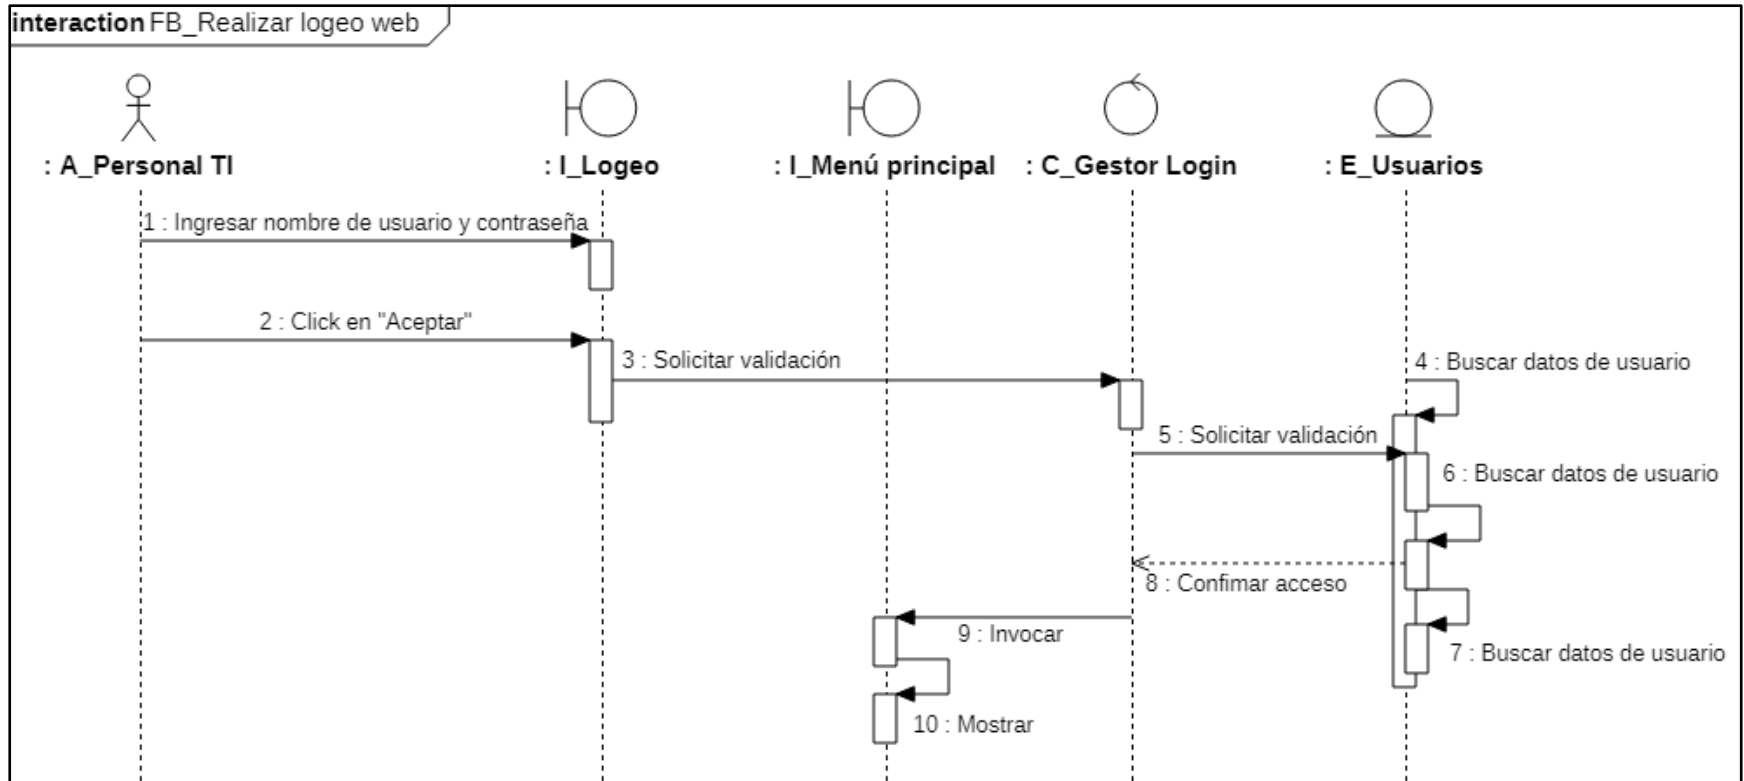 interaction FB_Realizar logeo web
: A_Personal TI
: I_Logeo
: I_Menú principal
: C_Gestor Login
: E_Usuarios
1 : Ingresar nombre de usuario y contraseña
2 : Click en "Aceptar"
3 : Solicitar validación
4 : Buscar datos de usuario
5 : Solicitar validación
6 : Buscar datos de usuario
8 : Confimar acceso
9 : Invocar
7 : Buscar datos de usuario
10 : Mostrar